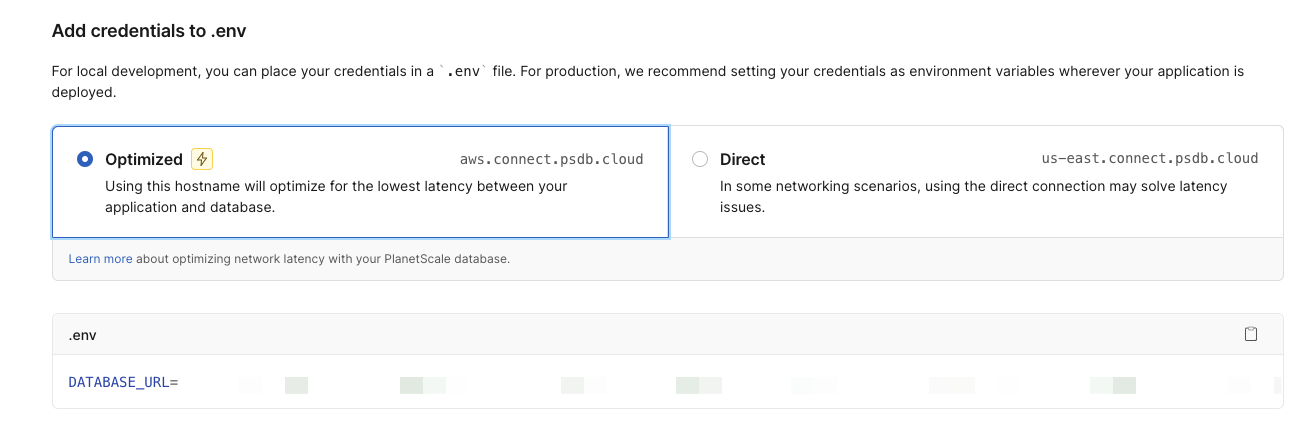 Add credentials to .env
For local development, you can place your credentials in a `.env` file. For production, we recommend setting your credentials as environment variables wherever your application is
deployed.
Optimized
aws.connect.psdb.cloud
Using this hostname will optimize for the lowest latency between your
application and database.
Direct
us-east.connect.psdb.cloud
In some networking scenarios, using the direct connection may solve latency
issues.
Learn more about optimizing network latency with your PlanetScale database.
.env
DATABASE_URL=